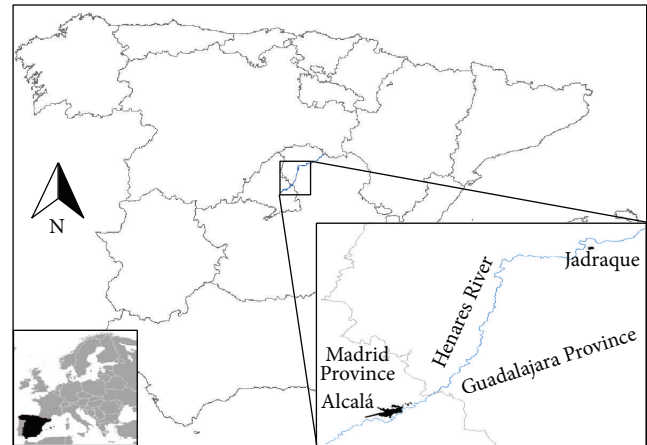 N
Jadraque
Henares River
Guadalajara Province
Madrid
Province
Alcalá